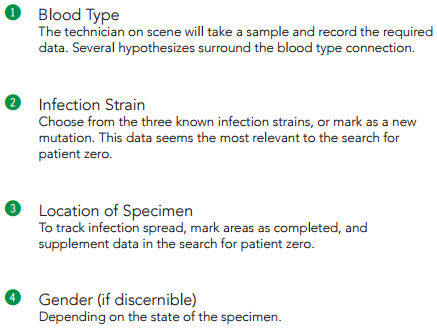 1 Blood Type
The technician on scene will take a sample and record the required
data. Several hypothesizes surround the blood type connection.
2 Infection Strain
Choose from the three known infection strains, or mark as a new
mutation. This data seems the most relevant to the search for
patient zero.
3 Location of Specimen
To track infection spread, mark areas as completed, and
supplement data in the search for patient zero.
4 Gender (if discernible)
Depending on the state of the specimen.